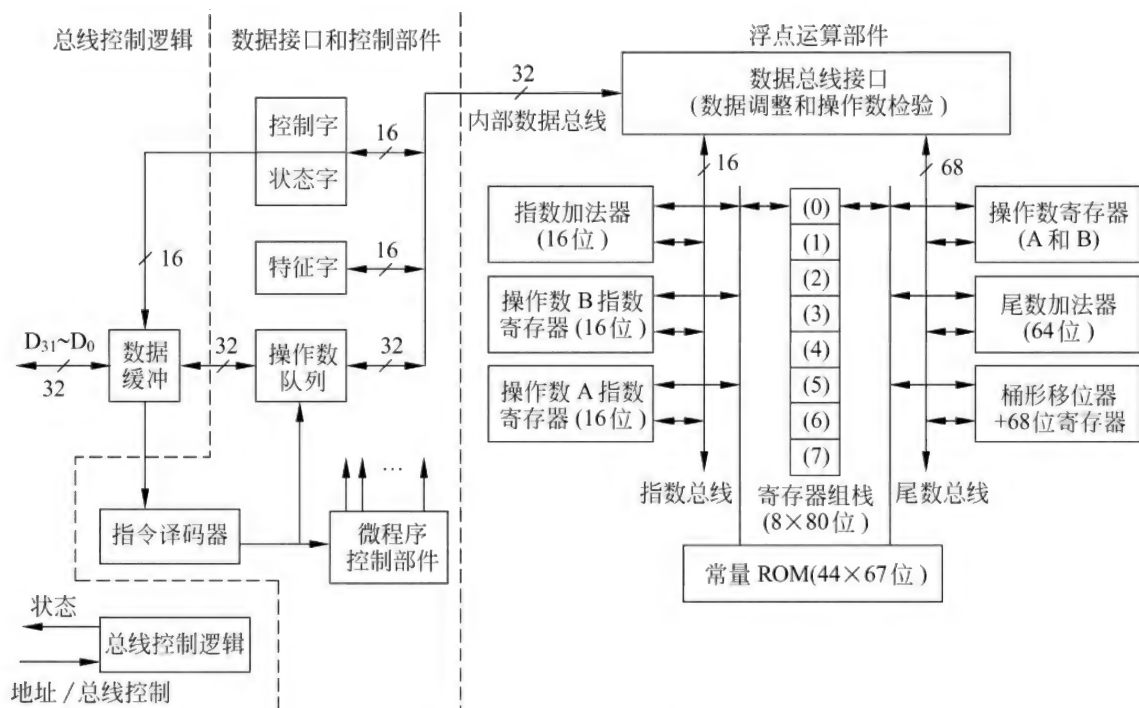 总线控制逻辑
数据接口和控制部件
浮点运算部件
数据总线接口
(数据调整和操作数检验)
32
内部数据总线
控制字
状态字
16
16
特征字
16
D31~D0
32
数据
缓冲
32
操作数
队列
32
指令译码器
…
微程序
控制部件
状态
总线控制逻辑
地址/总线控制
16
68
指数加法器
(16位)
操作数 B 指数
寄存器(16位)
操作数 A 指数
寄存器(16位)
(0)
(1)
(2)
(3)
(4)
(5)
(6)
(7)
操作数寄存器
(A 和 B)
尾数加法器
(64位)
桶形移位器
+68位寄存器
指数总线
寄存器组栈
(8×80位)
尾数总线
常量 ROM(44×67位)